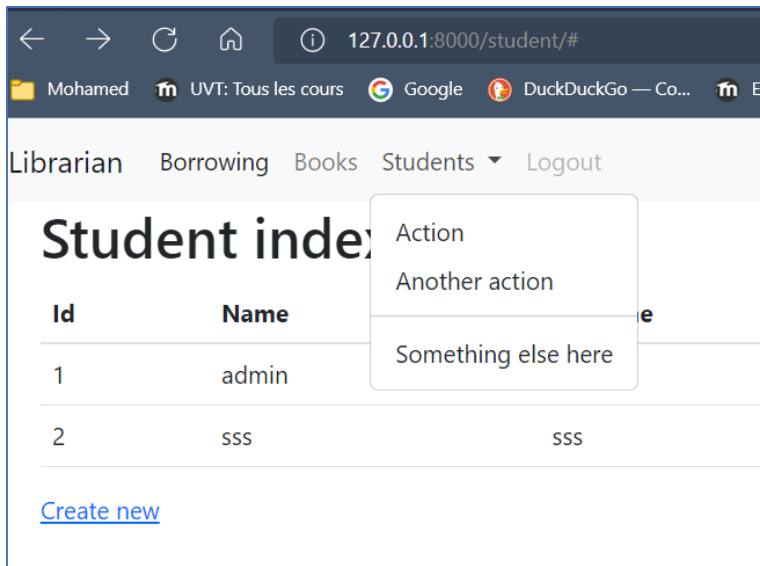 127.0.0.1:8000/student/#
Mohamed UVT: Tous les cours Google DuckDuckGo — Co... E
Librarian Borrowing Books Students Logout
Student index
Action
Another action
Something else here
Id Name e
1 admin
2 sss sss
Create new